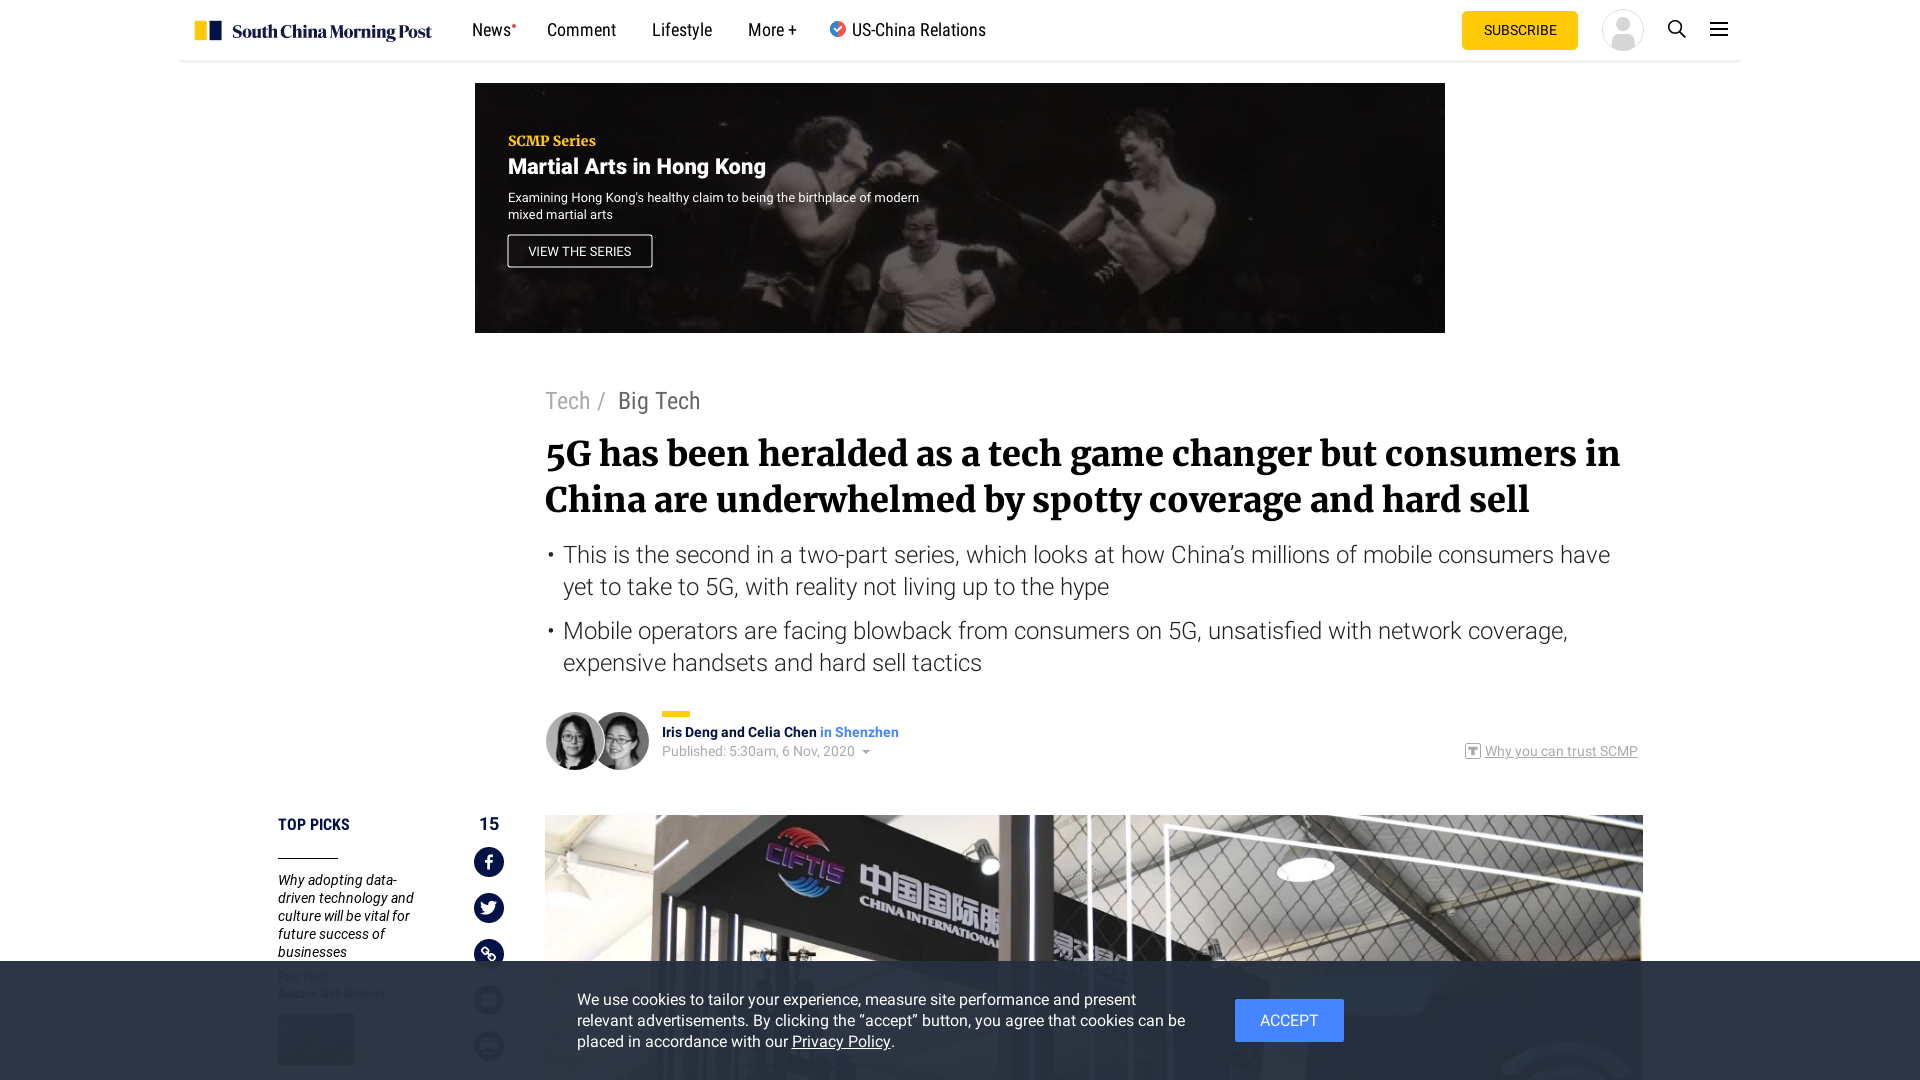 South China Morning Post
News
Comment
Lifestyle
More +
US-China Relations
SUBSCRIBE
SCMP Series
Martial Arts in Hong Kong
Examining Hong Kong's healthy claim to being the birthplace of modern
mixed martial arts
VIEW THE SERIES
Tech / Big Tech
5G has been heralded as a tech game changer but consumers in
China are underwhelmed by spotty coverage and hard sell
• This is the second in a two-part series, which looks at how China’s millions of mobile consumers have
yet to take to 5G, with reality not living up to the hype
• Mobile operators are facing blowback from consumers on 5G, unsatisfied with network coverage,
expensive handsets and hard sell tactics
Iris Deng and Celia Chen in Shenzhen
Published: 5:30am, 6 Nov, 2020
Why you can trust SCMP
TOP PICKS
15
Why adopting data-
driven technology and
culture will be vital for
future success of
businesses
Paid Post:
Amazon Web Services
CIFTIS
中国国际服
CHINA INTERNATIONAL
We use cookies to tailor your experience, measure site performance and present
relevant advertisements. By clicking the “accept” button, you agree that cookies can be
placed in accordance with our Privacy Policy.
ACCEPT